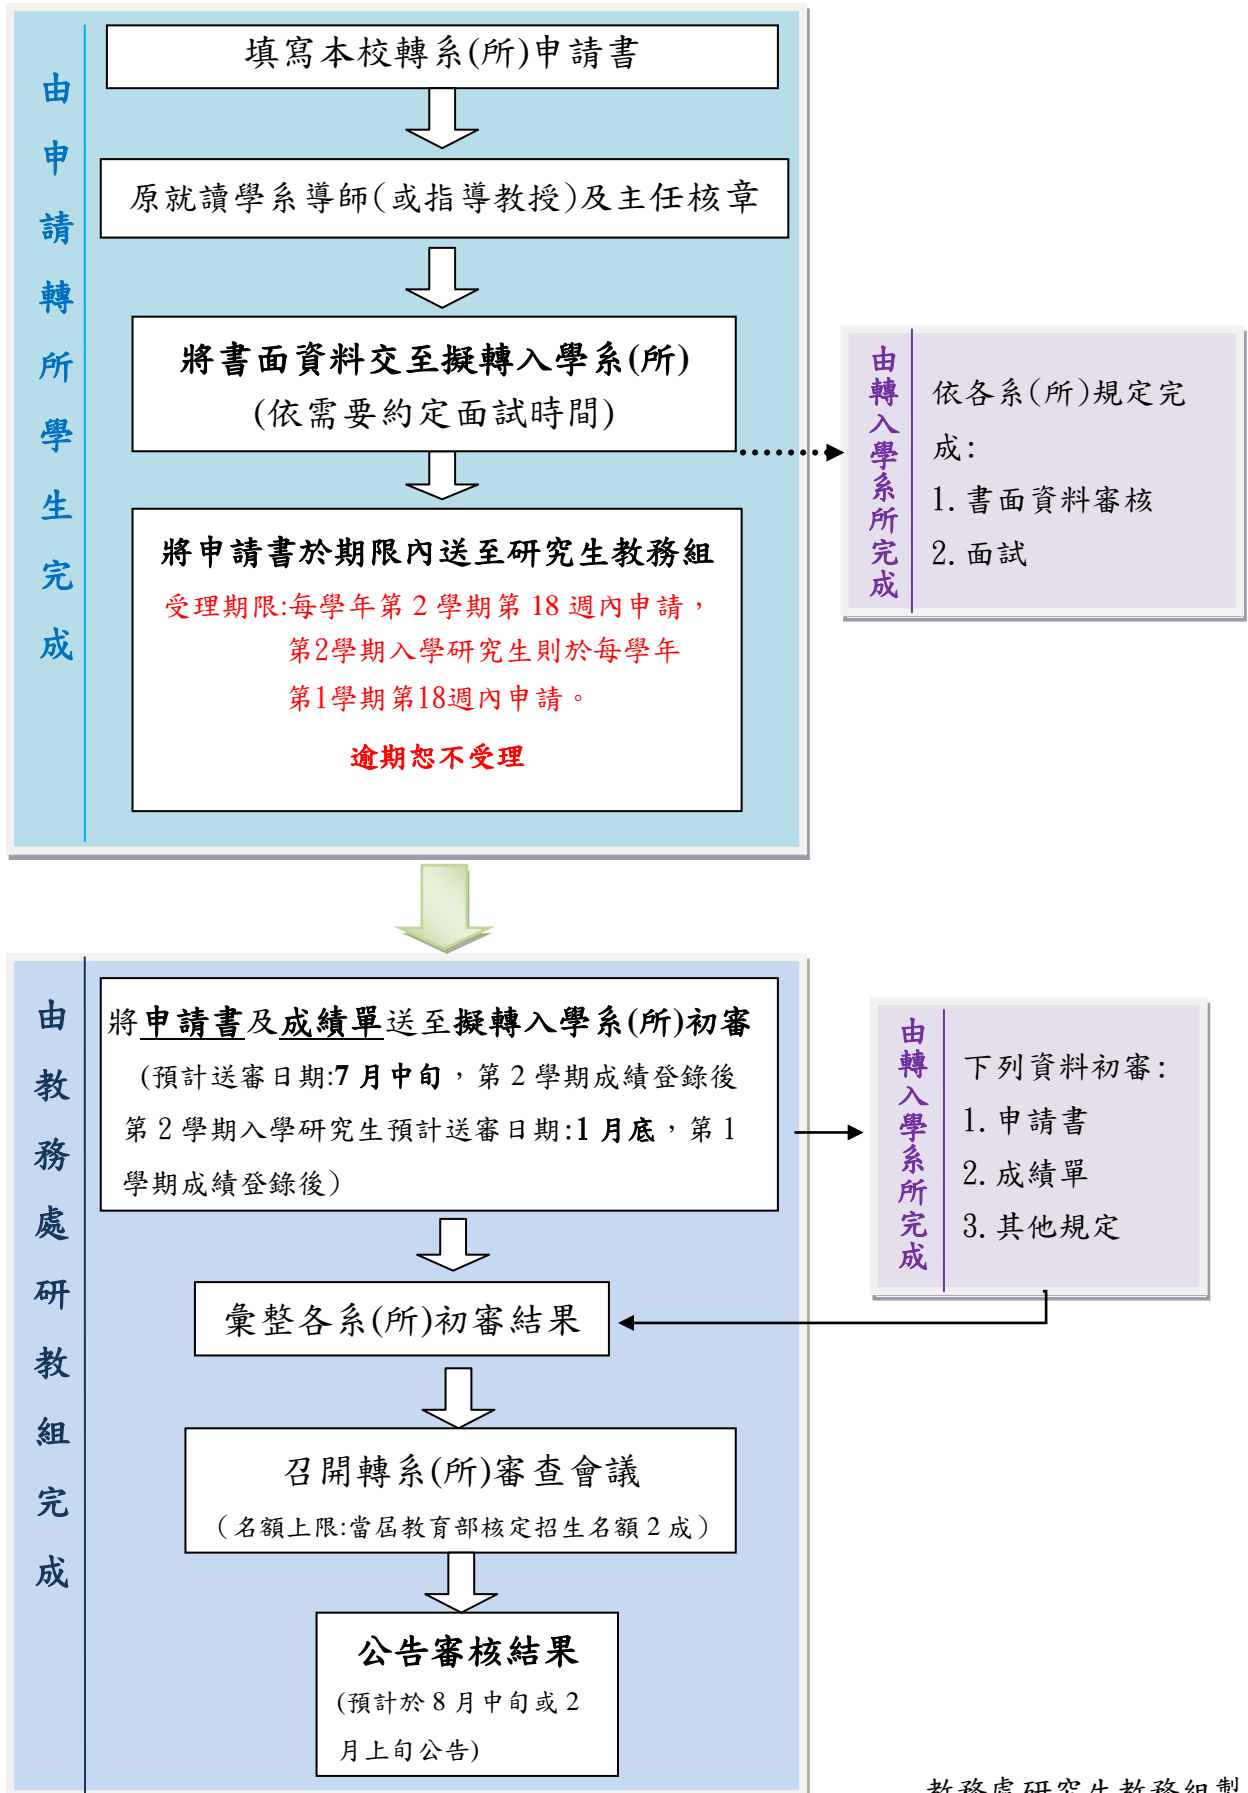 由申請轉所學生完成
填寫本校轉系(所)申請書
原就讀學系導師(或指導教授)及主任核章
將書面資料交至擬轉入學系(所)
(依需要約定面試時間)
將申請書於期限內送至研究生教務組
受理期限:每學年第 2 學期第 18 週內申請，
第2學期入學研究生則於每學年
第1學期第18週內申請。
逾期恕不受理
由轉入學系所完成
依各系(所)規定完
成:
1. 書面資料審核
2. 面試
由教務處研教組完成
將申請書及成績單送至擬轉入學系(所)初審
(預計送審日期:7 月中旬，第 2 學期成績登錄後
第 2 學期入學研究生預計送審日期:1 月底，第 1
學期成績登錄後)
由轉入學系所完成
下列資料初審:
1. 申請書
2. 成績單
3. 其他規定
彙整各系(所)初審結果
召開轉系(所)審查會議
(名額上限:當屆教育部核定招生名額 2 成)
公告審核結果
(預計於 8 月中旬或 2
月上旬公告)
教務處研究生教務組製